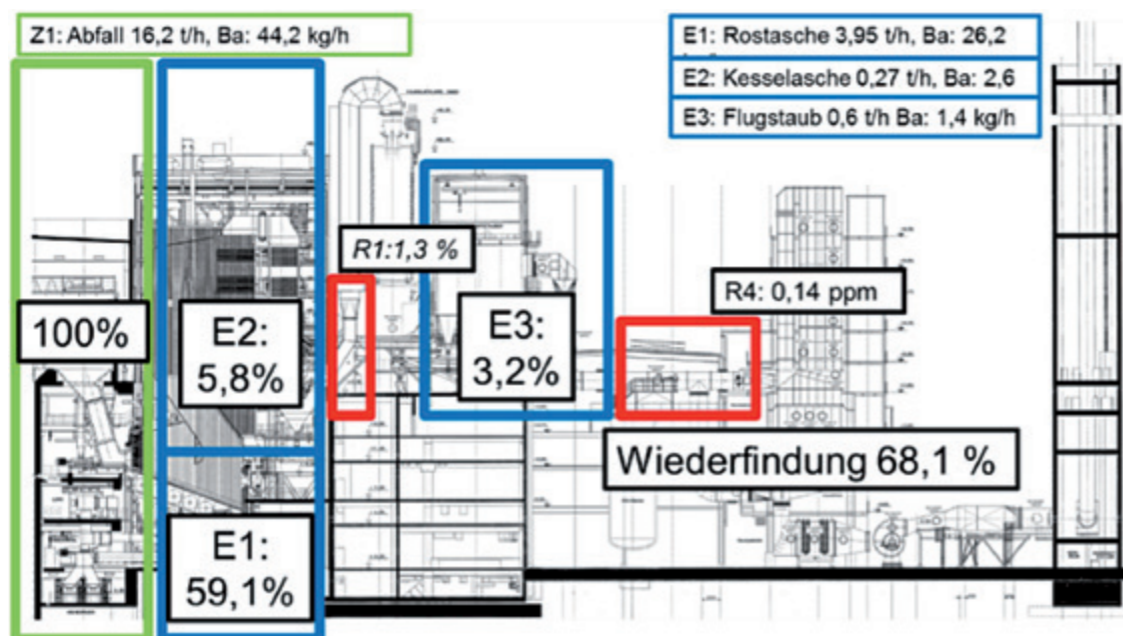 Z1: Abfall 16,2 t/h, Ba: 44,2 kg/h
E1: Rostasche 3,95 t/h, Ba: 26,2
E2: Kesselasche 0,27 t/h, Ba: 2,6
E3: Flugstaub 0,6 t/h Ba: 1,4 kg/h
R1:1,3 %
R4: 0,14 ppm
100%
E2:
5,8%
E3:
3,2%
Wiederfindung 68,1 %
E1:
59,1%